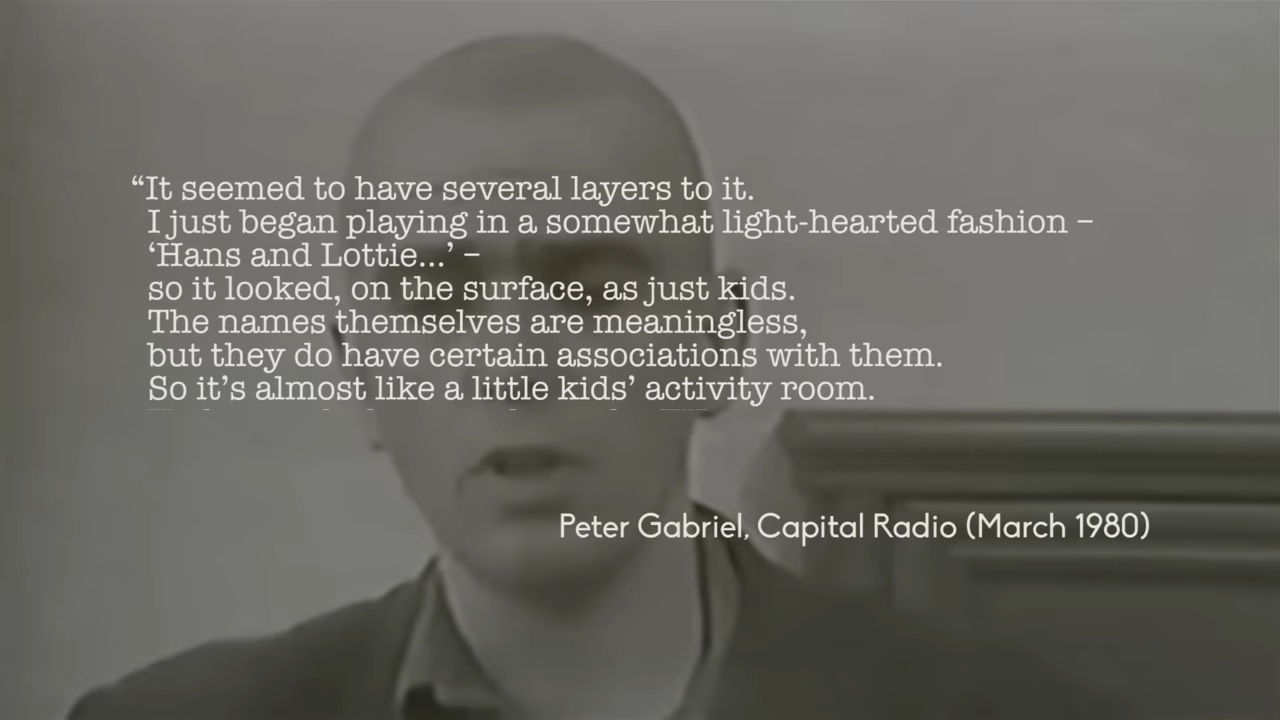 “It seemed to have several layers to it.
I just began playing in a somewhat light-hearted fashion –
‘Hans and Lottie...’ –
so it looked, on the surface, as just kids.
The names themselves are meaningless,
but they do have certain associations with them.
So it’s almost like a little kids’ activity room.
Peter Gabriel, Capital Radio (March 1980)